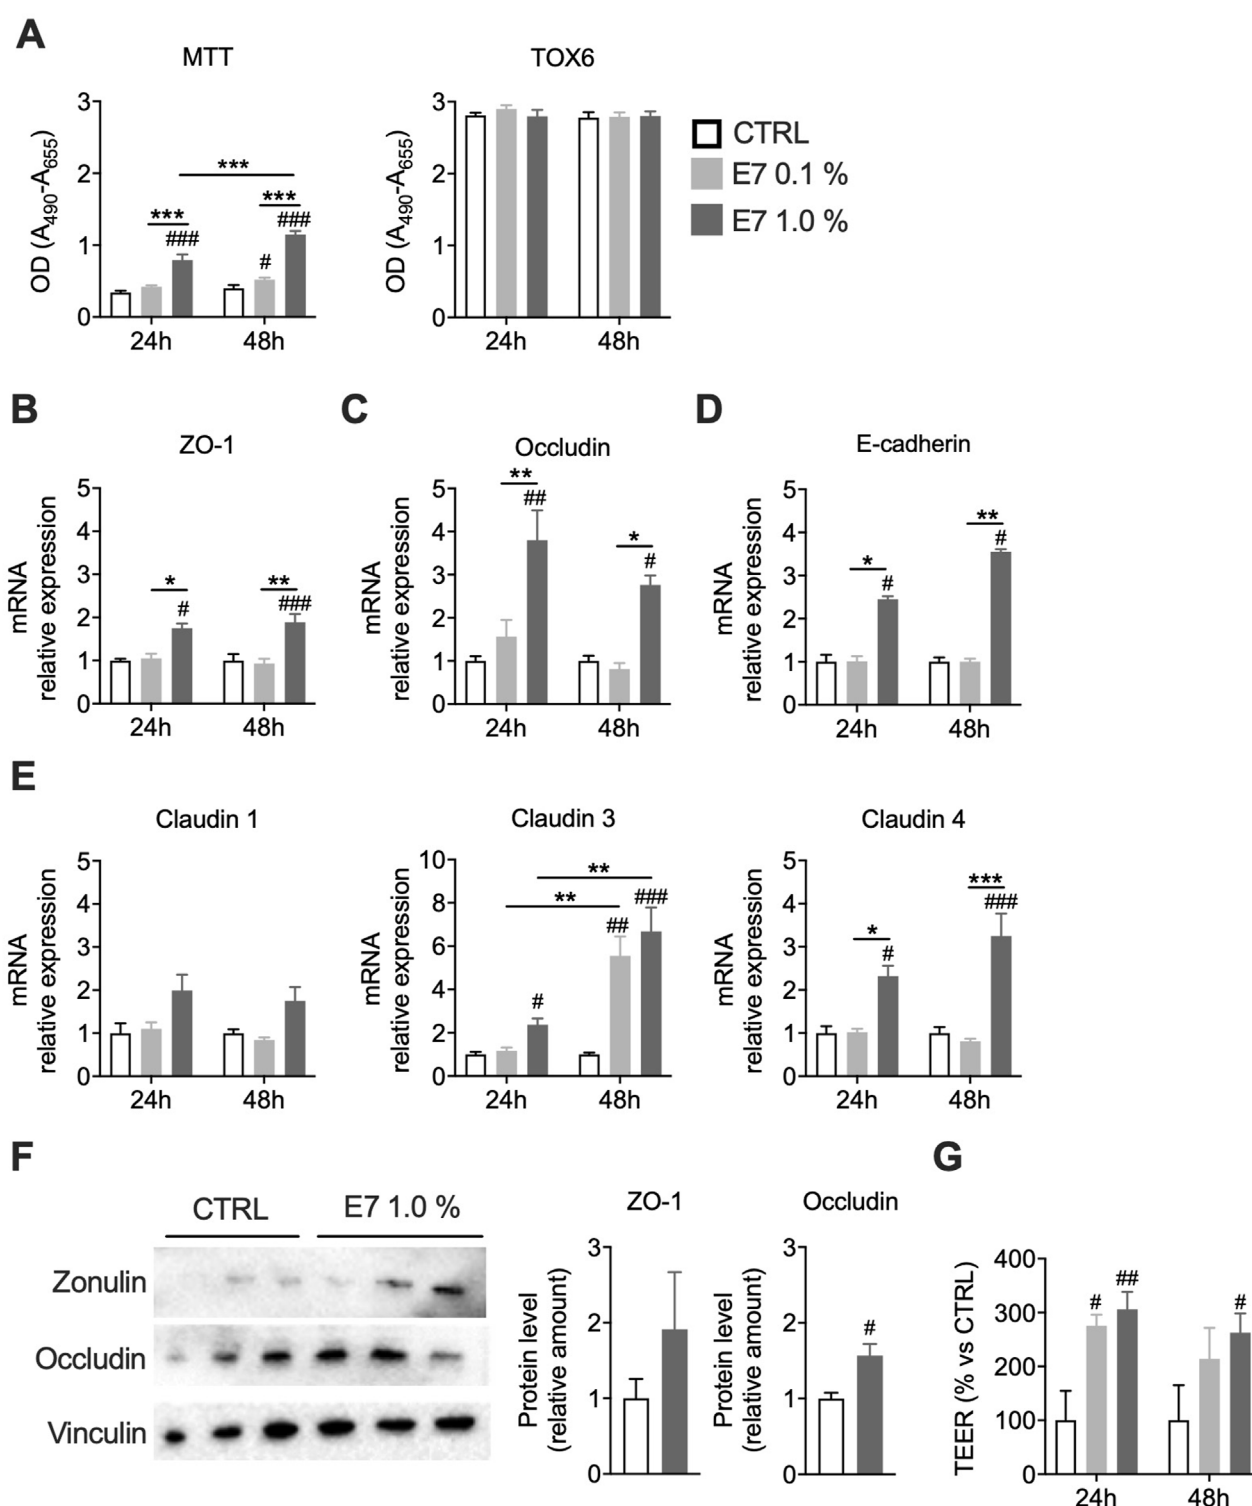 A
MTT
TOX6
OD (A490-A655)
3
2
1
0
***
***
***
###
###
#
24h
48h
OD (A490-A655)
3
2
1
0
24h
48h
CTRL
E7 0.1 %
E7 1.0 %
B
ZO-1
mRNA
relative expression
5
4
3
2
1
0
*
#
**
###
24h
48h
C
Occludin
mRNA
relative expression
5
4
3
2
1
0
**
##
*
#
24h
48h
D
E-cadherin
mRNA
relative expression
5
4
3
2
1
0
*
#
**
#
24h
48h
E
Claudin 1
mRNA
relative expression
5
4
3
2
1
0
24h
48h
Claudin 3
mRNA
relative expression
10
8
6
4
2
0
**
**
#
##
###
24h
48h
Claudin 4
mRNA
relative expression
5
4
3
2
1
0
*
#
***
###
24h
48h
F
CTRL
E7 1.0 %
Zonulin
Occludin
Vinculin
ZO-1
Protein level
(relative amount)
3
2
1
0
Occludin
Protein level
(relative amount)
3
2
1
0
#
G
TEER (% vs CTRL)
400
300
200
100
0
#
##
#
24h
48h